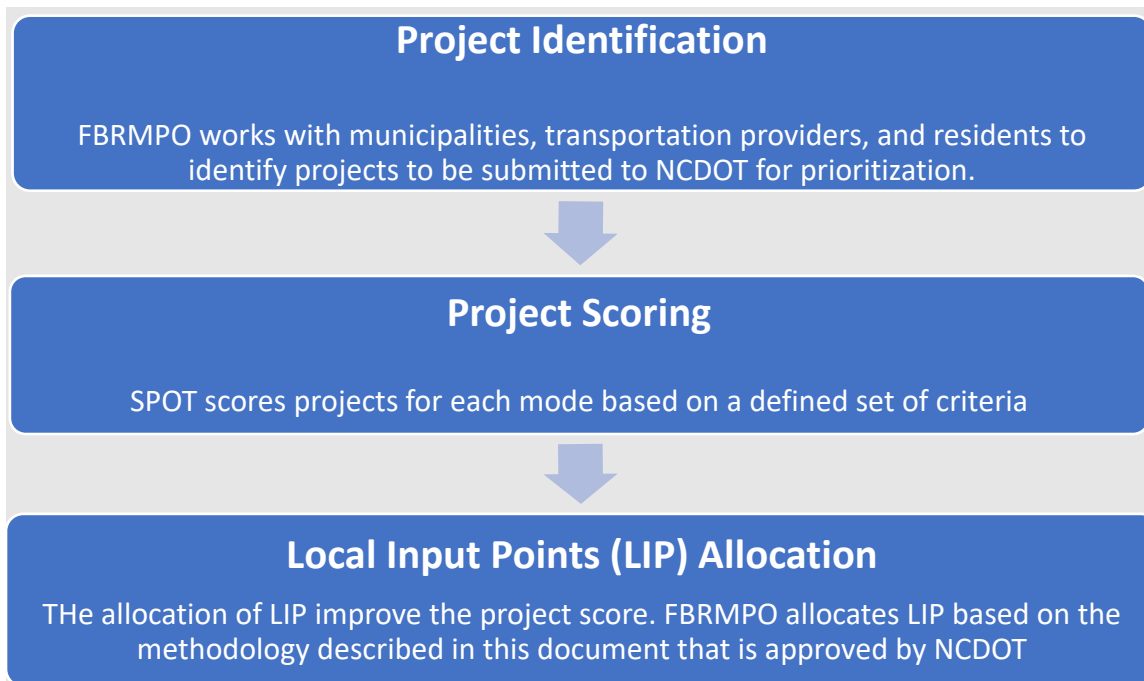 Project Identification
FBRMPO works with municipalities, transportation providers, and residents to
identify projects to be submitted to NCDOT for prioritization.
Project Scoring
SPOT scores projects for each mode based on a defined set of criteria
Local Input Points (LIP) Allocation
THe allocation of LIP improve the project score. FBRMPO allocates LIP based on the
methodology described in this document that is approved by NCDOT